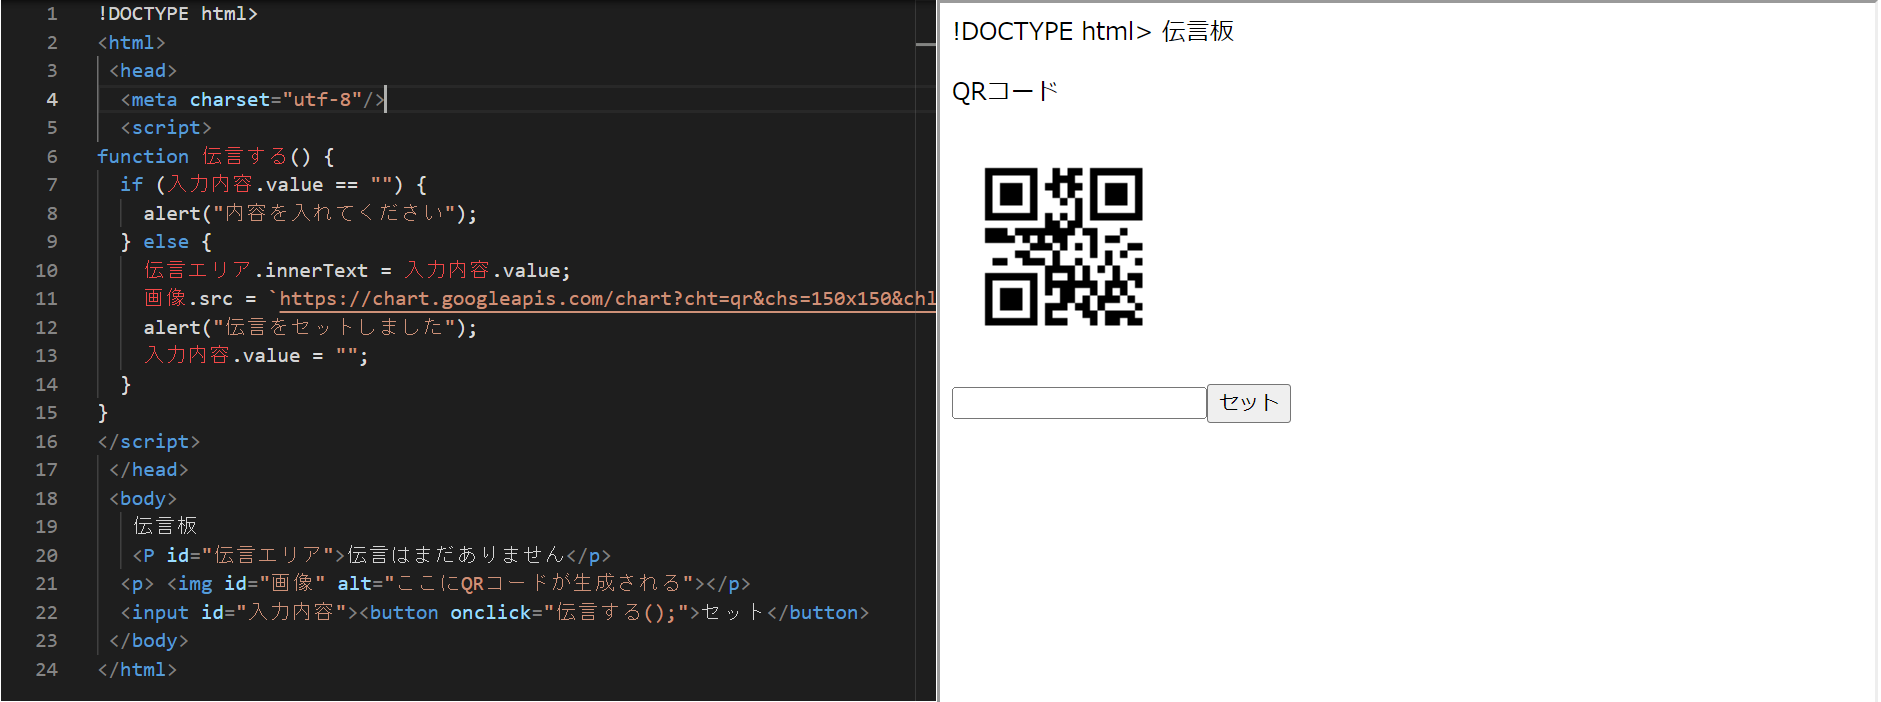 1 !DOCTYPE html>
2 <html>
3 <head>
4 <meta charset="utf-8"/>
5 <script>
6 function 伝言する() {
7 if (入力内容.value == "") {
8 alert("内容を入れてください");
9 } else {
10 伝言エリア.innerText = 入力内容.value;
11 画像.src = `https://chart.googleapis.com/chart?cht=qr&chs=150x150&chl
12 alert("伝言をセットしました");
13 入力内容.value = "";
14 }
15 }
16 </script>
17 </head>
18 <body>
19 伝言板
20 <P id="伝言エリア">伝言はまだありません</p>
21 <p> <img id="画像" alt="ここにQRコードが生成される"></p>
22 <input id="入力内容"><button onclick="伝言する();">セット</button>
23 </body>
24 </html>
!DOCTYPE html> 伝言板
QRコード
セット